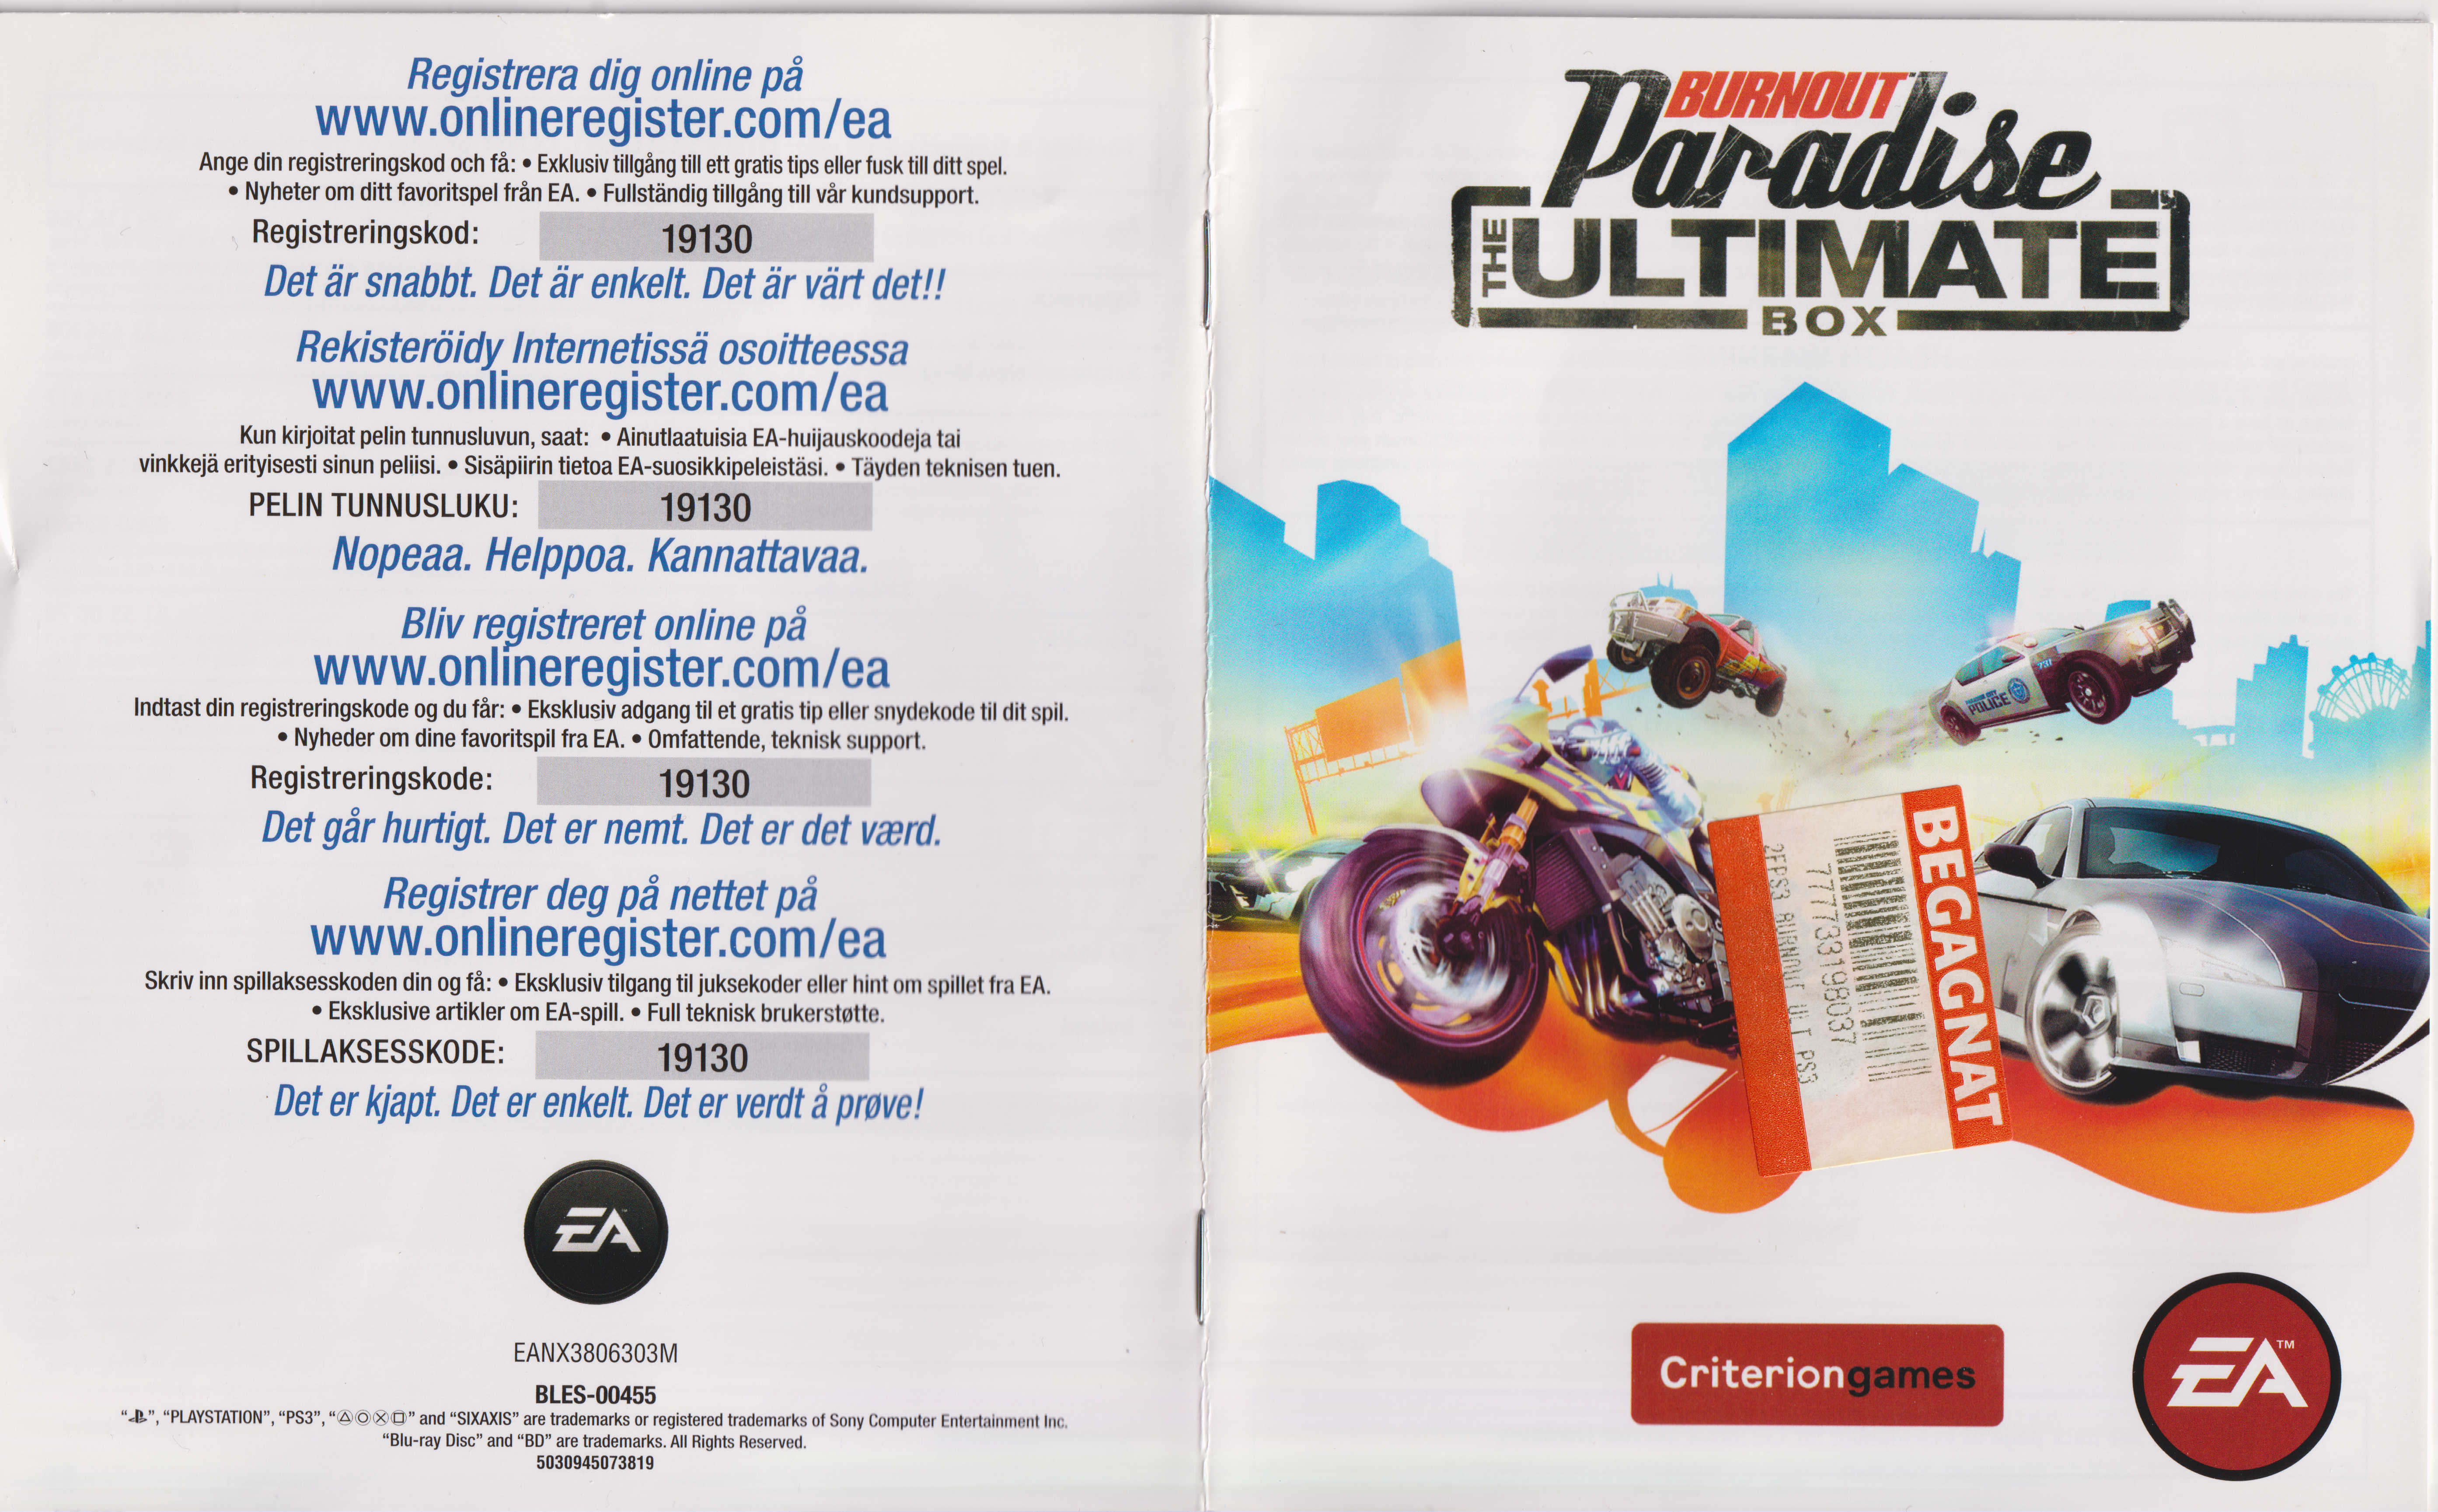 Registrera dig online på
www.onlineregister.com/ea
Ange din registreringskod och få: • Exklusiv tillgång till ett gratis tips eller fusk till ditt spel.
• Nyheter om ditt favoritspel från EA. • Fullständig tillgång till vår kundsupport.
Registreringskod: 19130
Det är snabbt. Det är enkelt. Det är värt det!!
Rekisteröidy Internetissä osoitteessa
www.onlineregister.com/ea
Kun kirjoitat pelin tunnusluvun, saat: • Ainutlaatuisia EA-huijauskoodeja tai
vinkkejä erityisesti sinun peliisi. • Sisäpiirin tietoa EA-suosikkipeleistäsi. • Täyden teknisen tuen.
PELIN TUNNUSLUKU: 19130
Nopeaa. Helppoa. Kannattavaa.
Bliv registreret online på
www.onlineregister.com/ea
Indtast din registreringskode og du får: • Eksklusiv adgang til et gratis tip eller snydekode til dit spil.
• Nyheder om dine favoritspil fra EA. • Omfattende, teknisk support.
Registreringskode: 19130
Det går hurtigt. Det er nemt. Det er det værd.
Registrer deg på nettet på
www.onlineregister.com/ea
Skriv inn spillaksesskoden din og få: • Eksklusiv tilgang til juksekoder eller hint om spillet fra EA.
• Eksklusive artikler om EA-spill. • Full teknisk brukerstøtte.
SPILLAKSESSKODE: 19130
Det er kjapt. Det er enkelt. Det er verdt å prøve!
EA
EANX3806303M
BLES-00455
“PS”, “PLAYSTATION”, “PS3”, “△○✕□” and “SIXAXIS” are trademarks or registered trademarks of Sony Computer Entertainment Inc.
“Blu-ray Disc” and “BD” are trademarks. All Rights Reserved.
5030945073819
BURNOUT™
Paradise
THE ULTIMATE
BOX
731
POLICE
BEGAGNAT
7777331198037
2FPS3 BURNOUT ULT PS3
Criteriongames
EA™